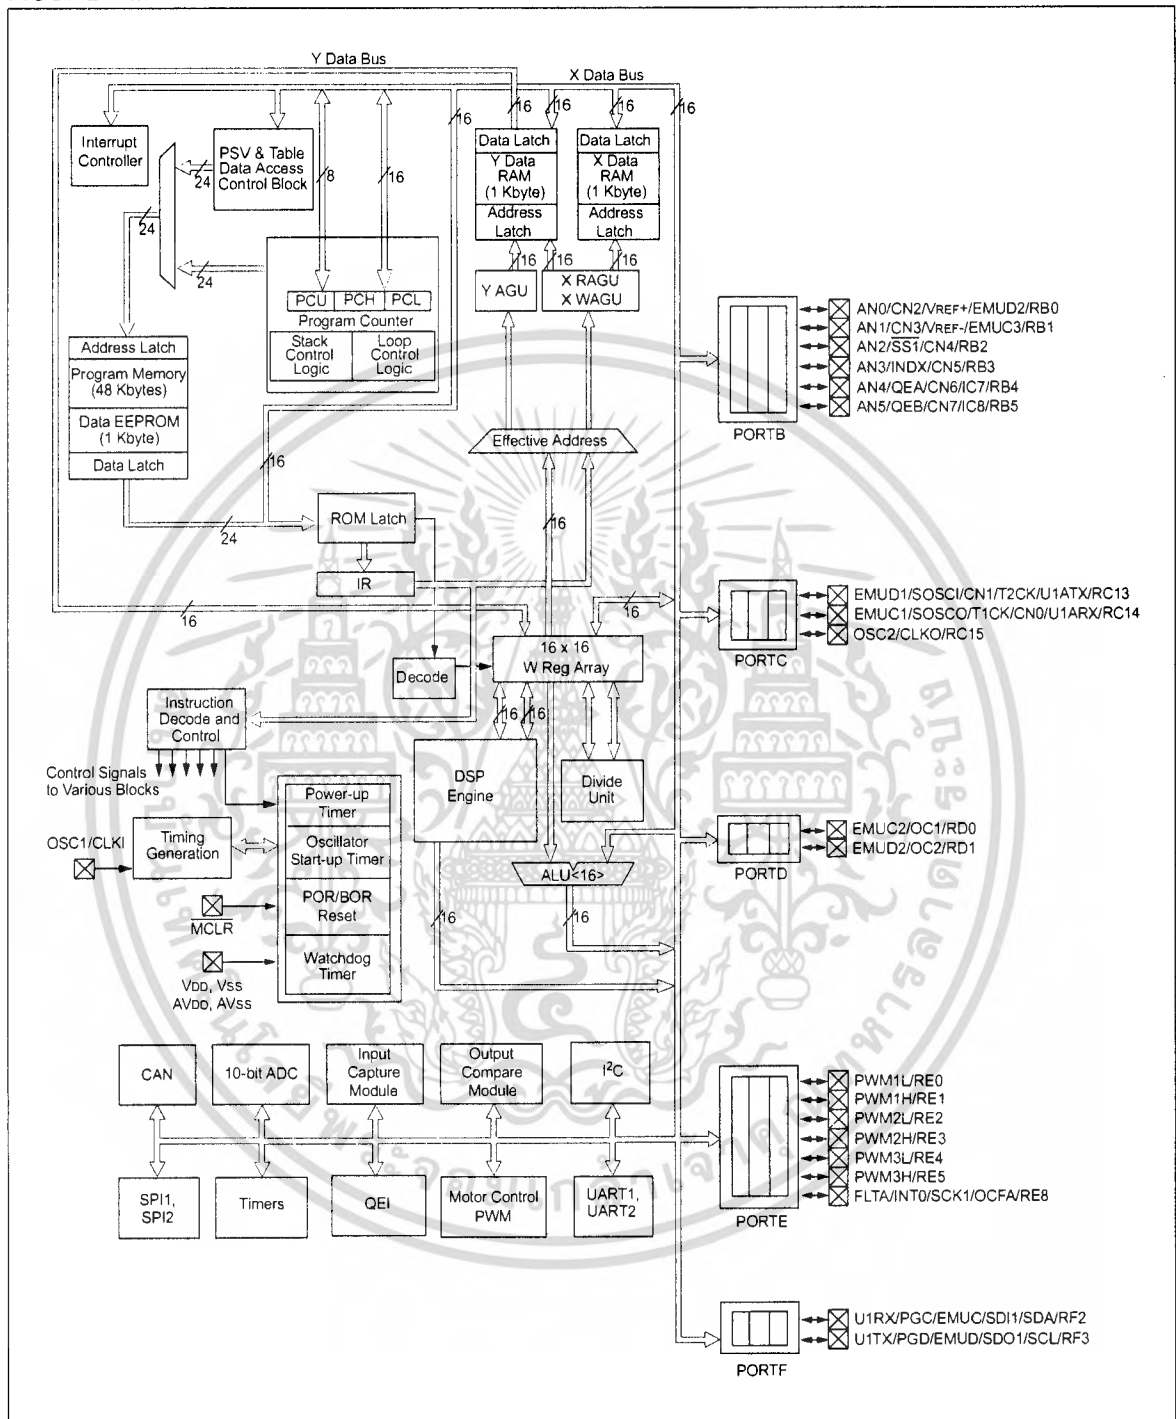 Y Data Bus
X Data Bus
16
16
16
16
16
Interrupt
Controller
PSV & Table
Data Access
Control Block
24
8
16
Data Latch
Y Data
RAM
(1 Kbyte)
Address
Latch
Data Latch
X Data
RAM
(1 Kbyte)
Address
Latch
24
24
16
16
16
Y AGU
X RAGU
X WAGU
PCU
PCH
PCL
Program Counter
Stack
Control
Logic
Loop
Control
Logic
Address Latch
Program Memory
(48 Kbytes)
Data EEPROM
(1 Kbyte)
Data Latch
16
24
Effective Address
ROM Latch
16
IR
16
16
16 x 16
W Reg Array
Decode
Instruction
Decode and
Control
16
16
DSP
Engine
Divide
Unit
Control Signals
to Various Blocks
Power-up
Timer
OSC1/CLKI
Timing
Generation
Oscillator
Start-up Timer
POR/BOR
Reset
MCLR
Watchdog
Timer
VDD, VSS
AVDD, AVSS
ALU<16>
16
16
CAN
10-bit ADC
Input
Capture
Module
Output
Compare
Module
I²C
SPI1,
SPI2
Timers
QEI
Motor Control
PWM
UART1,
UART2
AN0/CN2/VREF+/EMUD2/RB0
AN1/CN3/VREF-/EMUC3/RB1
AN2/SS1/CN4/RB2
AN3/INDX/CN5/RB3
AN4/QEA/CN6/IC7/RB4
AN5/QEB/CN7/IC8/RB5
PORTB
EMUD1/SOSCI/CN1/T2CK/U1ATX/RC13
EMUC1/SOSCO/T1CK/CN0/U1ARX/RC14
OSC2/CLKO/RC15
PORTC
EMUC2/OC1/RD0
EMUD2/OC2/RD1
PORTD
PWM1L/RE0
PWM1H/RE1
PWM2L/RE2
PWM2H/RE3
PWM3L/RE4
PWM3H/RE5
FLTA/INT0/SCK1/OCFA/RE8
PORTE
U1RX/PGC/EMUC/SDI1/SDA/RF2
U1TX/PGD/EMUD/SDO1/SCL/RF3
PORTF